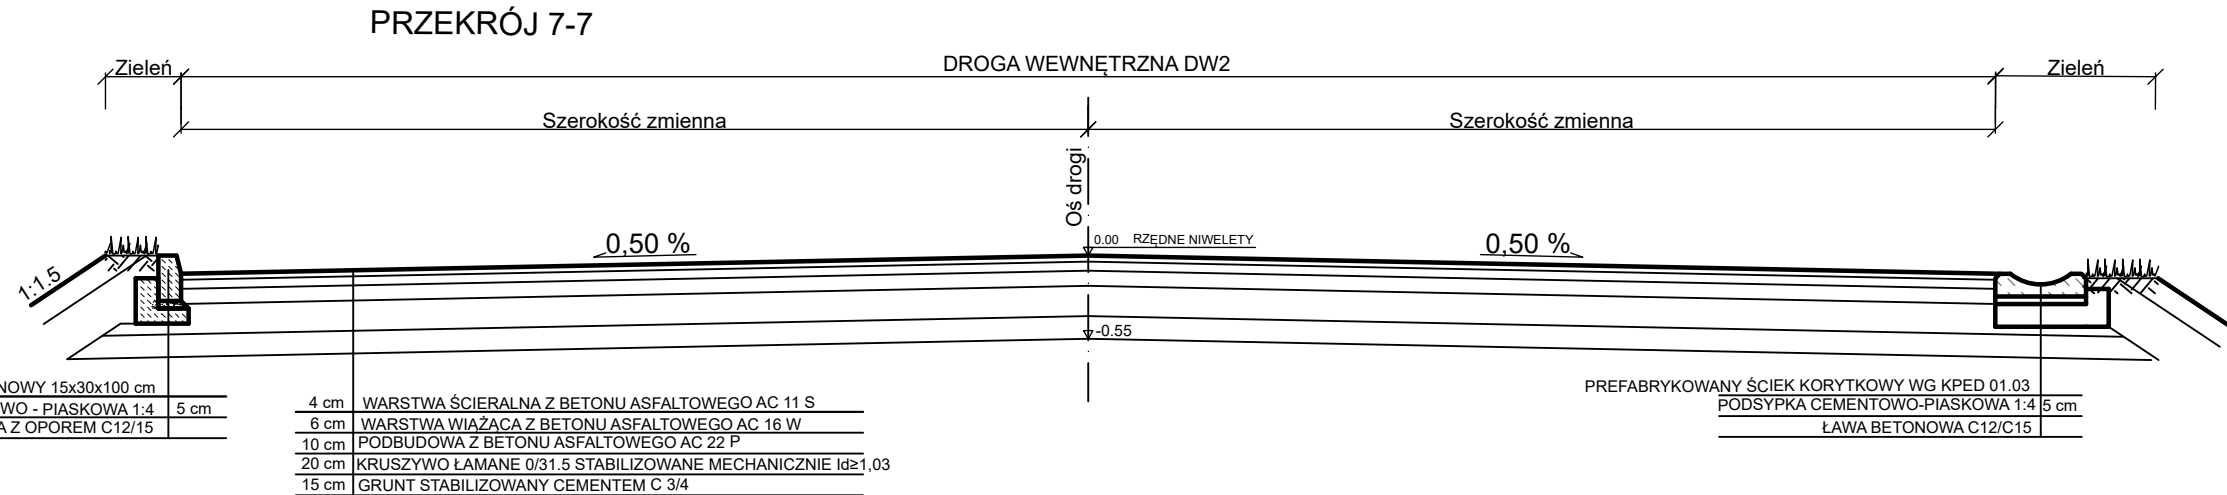 PRZEKRÓJ 7-7
Zieleń
DROGA WEWNĘTRZNA DW2
Zieleń
Szerokość zmienna
Szerokość zmienna
Oś drogi
0,50 %
0.00 RZĘDNE NIWELETY
0,50 %
1:1.5
-0.55
NOWY 15x30x100 cm
WO - PIASKOWA 1:4 5 cm
A Z OPOREM C12/15
4 cm WARSTWA ŚCIERALNA Z BETONU ASFALTOWEGO AC 11 S
6 cm WARSTWA WIĄŻĄCA Z BETONU ASFALTOWEGO AC 16 W
10 cm PODBUDOWA Z BETONU ASFALTOWEGO AC 22 P
20 cm KRUSZYWO ŁAMANE 0/31.5 STABILIZOWANE MECHANICZNIE Id≥1,03
15 cm GRUNT STABILIZOWANY CEMENTEM C 3/4
PREFABRYKOWANY ŚCIEK KORYTKOWY WG KPED 01.03
PODSYPKA CEMENTOWO-PIASKOWA 1:4 5 cm
ŁAWA BETONOWA C12/C15